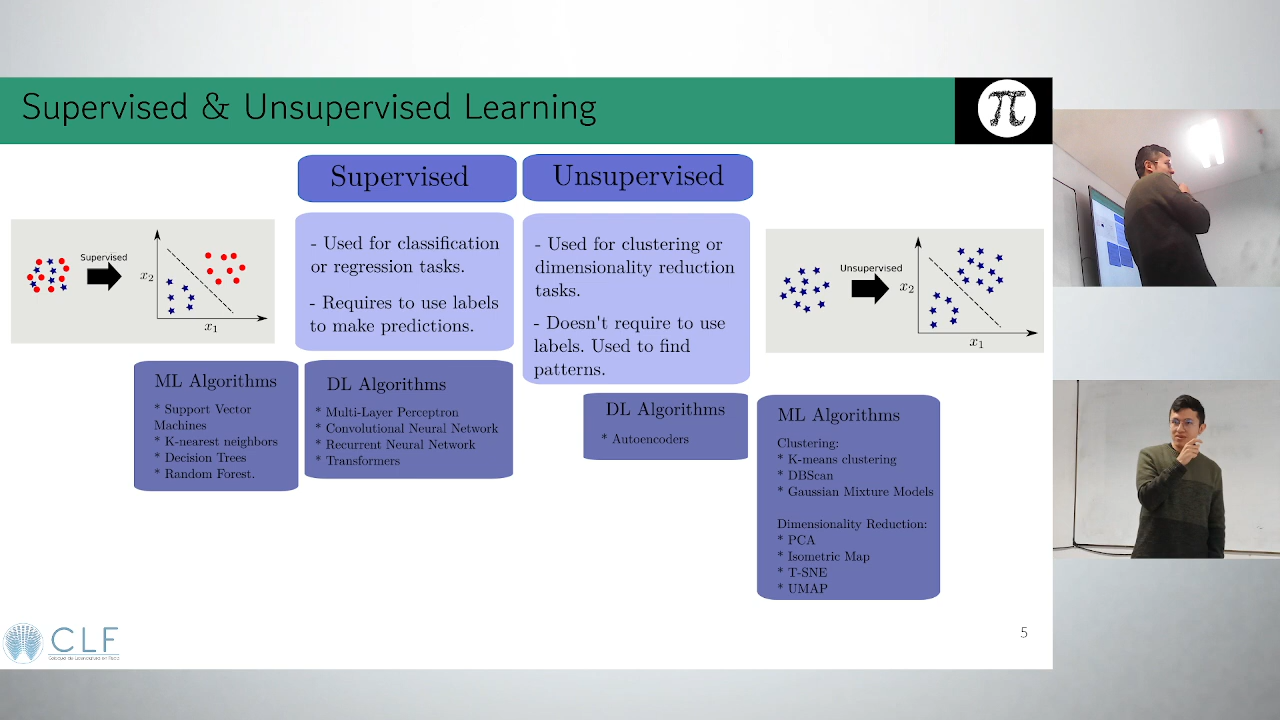 Supervised & Unsupervised Learning
π
Supervised
Unsupervised
- Used for classification
or regression tasks.
- Requires to use labels
to make predictions.
- Used for clustering or
dimensionality reduction
tasks.
- Doesn't require to use
labels. Used to find
patterns.
Supervised
x2
x1
Unsupervised
x2
x1
ML Algorithms
* Support Vector
Machines
* K-nearest neighbors
* Decision Trees
* Random Forest.
DL Algorithms
* Multi-Layer Perceptron
* Convolutional Neural Network
* Recurrent Neural Network
* Transformers
DL Algorithms
* Autoencoders
ML Algorithms
Clustering:
* K-means clustering
* DBScan
* Gaussian Mixture Models
Dimensionality Reduction:
* PCA
* Isometric Map
* T-SNE
* UMAP
CLF
5